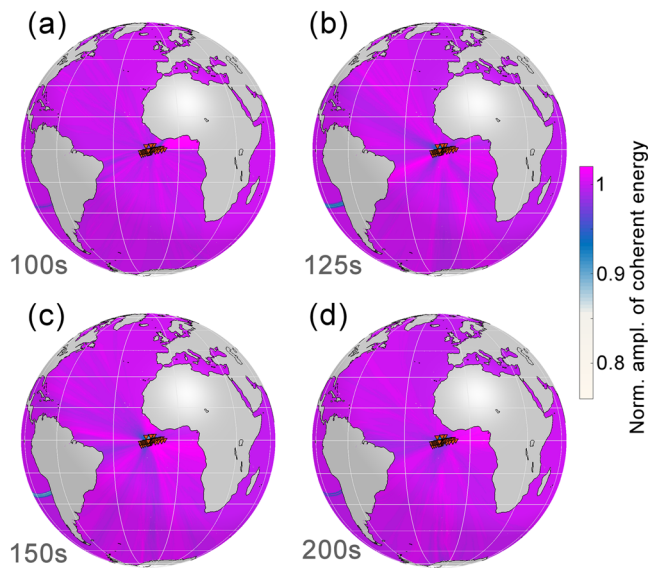 (a)
(b)
100s
125s
(c)
(d)
150s
200s
1
0.9
0.8
Norm. ampl. of coherent energy